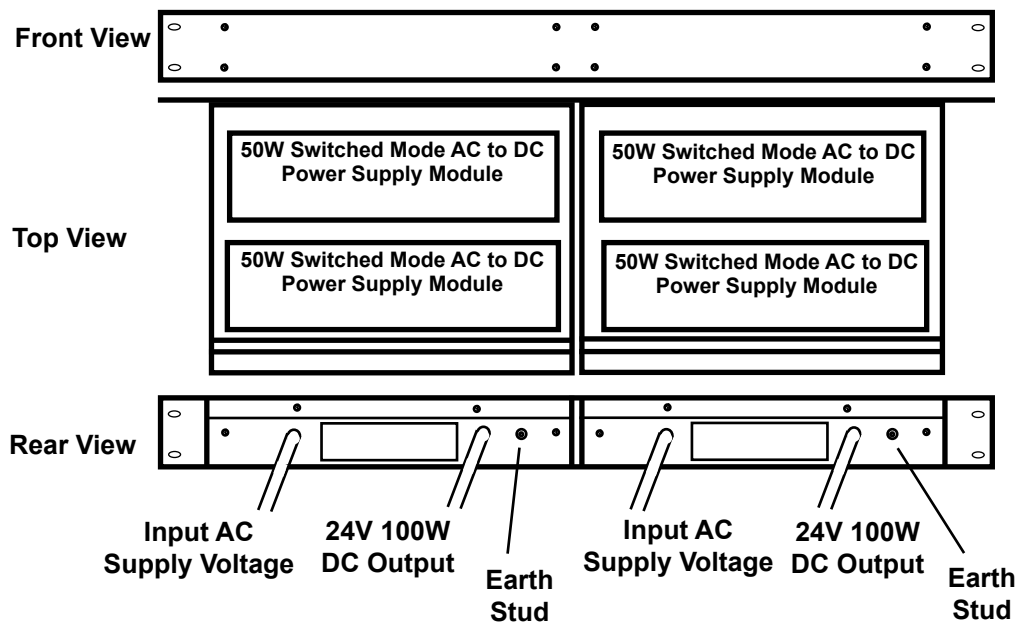 Front View
50W Switched Mode AC to DC
Power Supply Module
50W Switched Mode AC to DC
Power Supply Module
Top View
50W Switched Mode AC to DC
Power Supply Module
50W Switched Mode AC to DC
Power Supply Module
Rear View
Input AC
Supply Voltage
24V 100W
DC Output
Earth
Stud
Input AC
Supply Voltage
24V 100W
DC Output
Earth
Stud